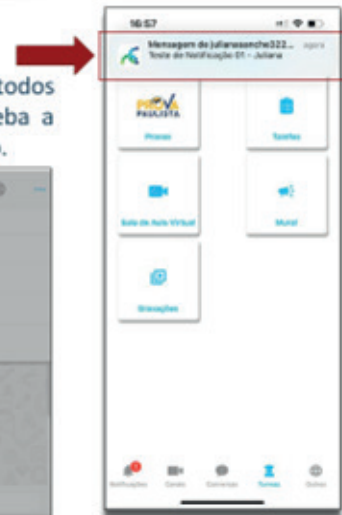 todos
eba a
o.
16:57
Mensagem de julianasanche322... agora
Teste de Notificação 01 - Juliana
PROVA
PAULISTA
Provas
Tarefas
Sala de Aula Virtual
Mural
Gravações
Notificações Canais Conversas Turmas Outros